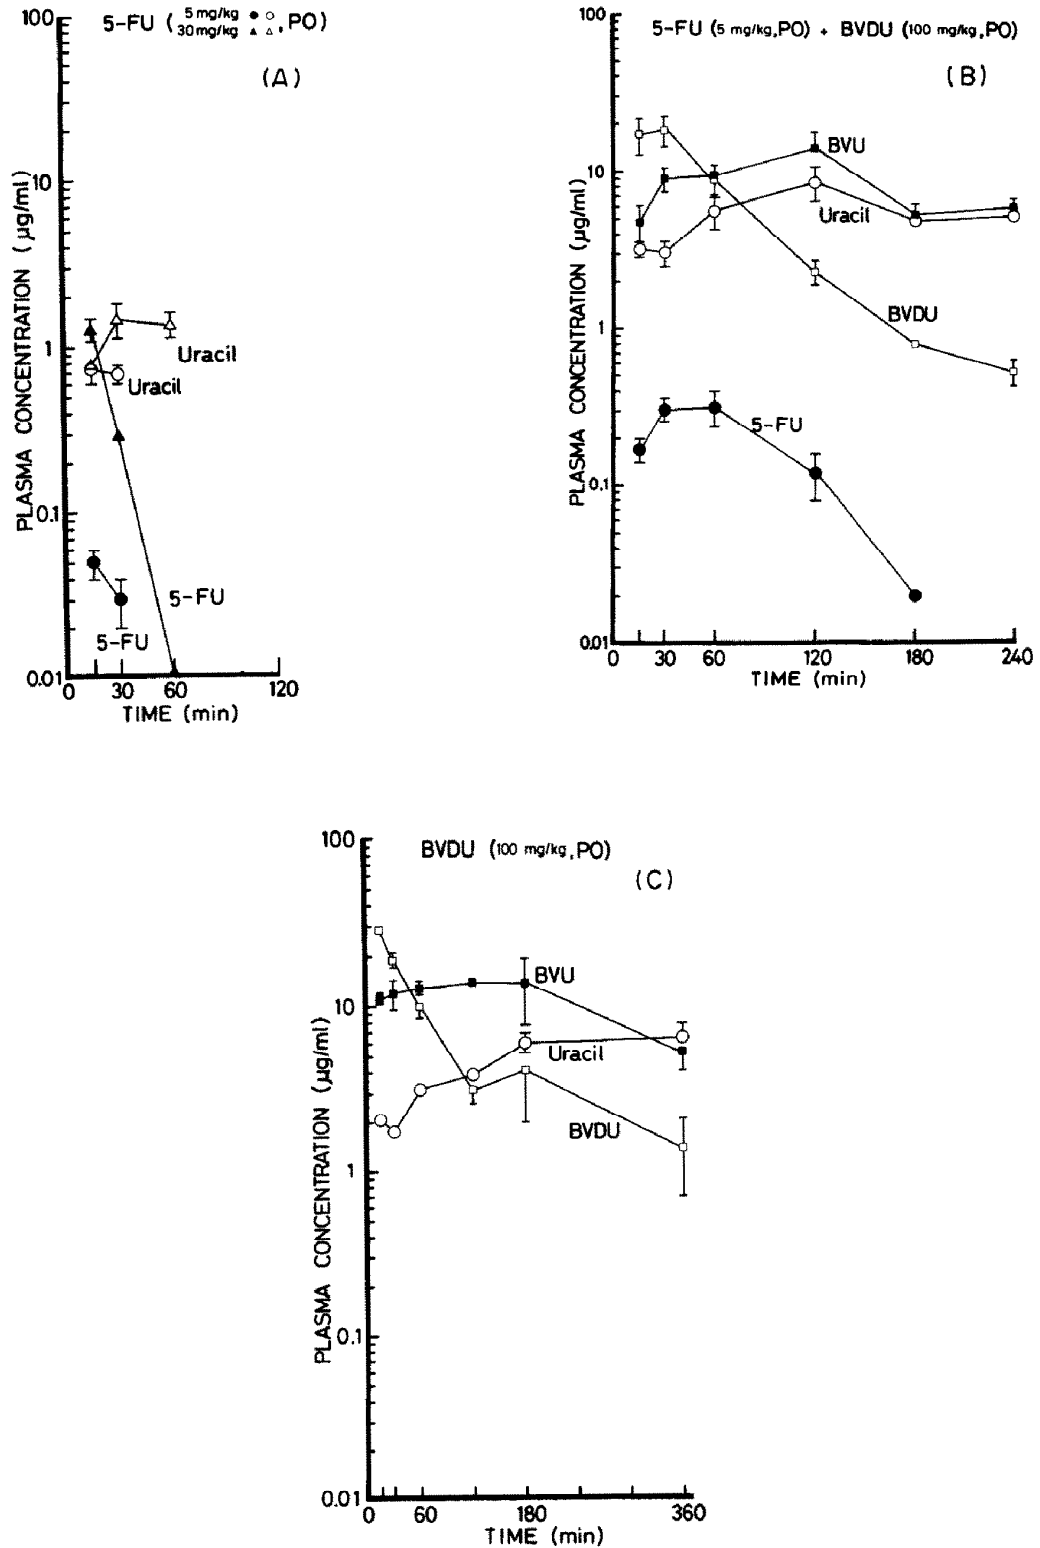 5-FU ( 5 mg/kg ● ○ , PO)
30 mg/kg ▲ △
(A)
100
10
1
0.1
0.01
PLASMA CONCENTRATION (µg/ml)
Uracil
Uracil
5-FU
5-FU
0 30 60 120
TIME (min)
5-FU (5 mg/kg, PO) + BVDU (100 mg/kg, PO)
(B)
100
10
1
0.1
0.01
PLASMA CONCENTRATION (µg/ml)
BVU
Uracil
BVDU
5-FU
0 30 60 120 180 240
TIME (min)
BVDU (100 mg/kg, PO)
(C)
100
10
1
0.1
0.01
PLASMA CONCENTRATION (µg/ml)
BVU
Uracil
BVDU
0 60 180 360
TIME (min)